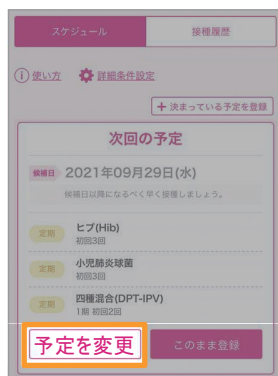 スケジュール 接種履歴
使い方 詳細条件設定
+ 決まっている予定を登録
次回の予定
候補日 2021年09月29日(水)
候補日以降になるべく早く接種しましょう。
定期 ヒブ(Hib)
初回3回
定期 小児肺炎球菌
初回3回
定期 四種混合(DPT-IPV)
1期 初回2回
予定を変更 このまま登録